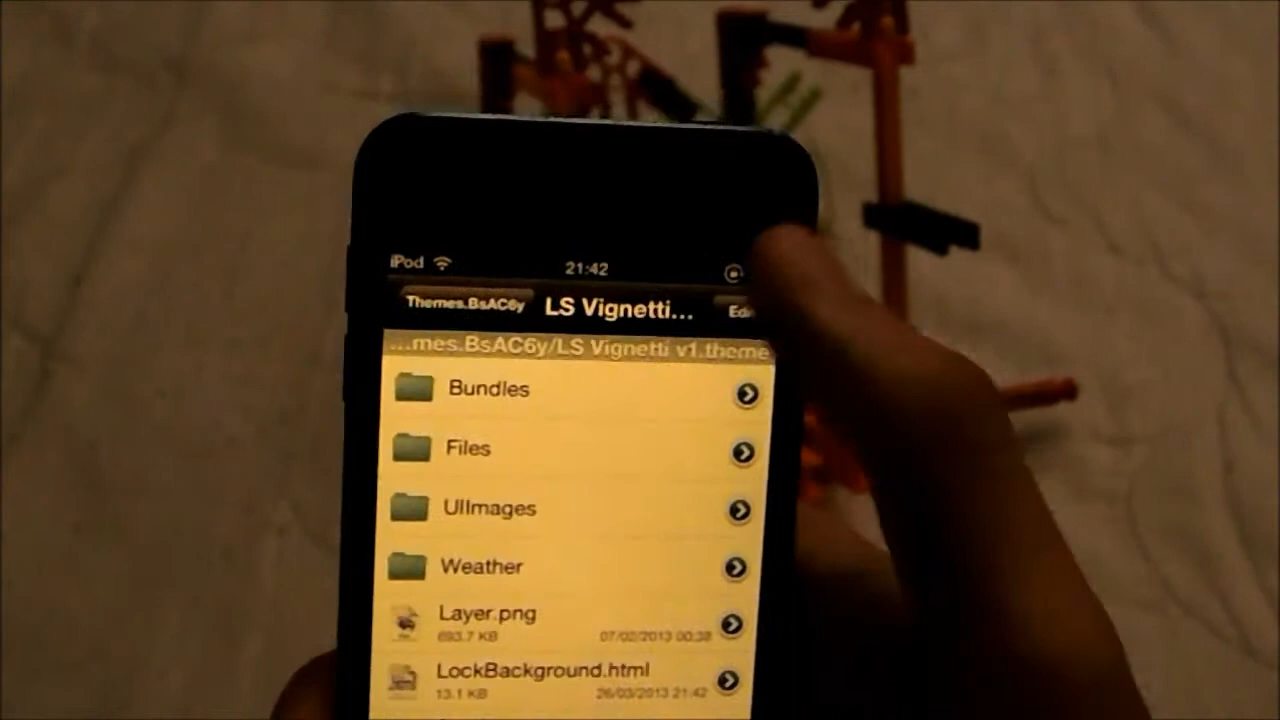 iPod 21:42
Themes.BsAC6y LS Vignetti...
...mes.BsAC6y/LS Vignetti v1.theme
Bundles
Files
UIImages
Weather
Layer.png
693.7 KB 07/02/2013 00:38
LockBackground.html
13.1 KB 26/03/2013 21:42